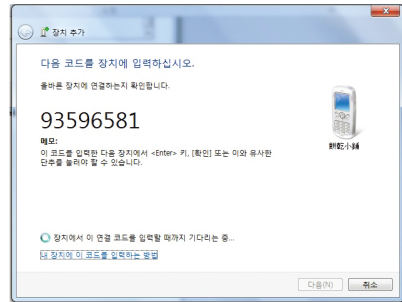 장치 추가
다음 코드를 장치에 입력하십시오.
올바른 장치에 연결하는지 확인합니다.
93596581
메모:
이 코드를 입력한 다음 장치에서 <Enter> 키, [확인] 또는 이와 유사한
단추를 눌러야 할 수 있습니다.
餅乾小舖
장치에서 이 연결 코드를 입력할 때까지 기다리는 중...
내 장치에 이 코드를 입력하는 방법
다음(N)
취소